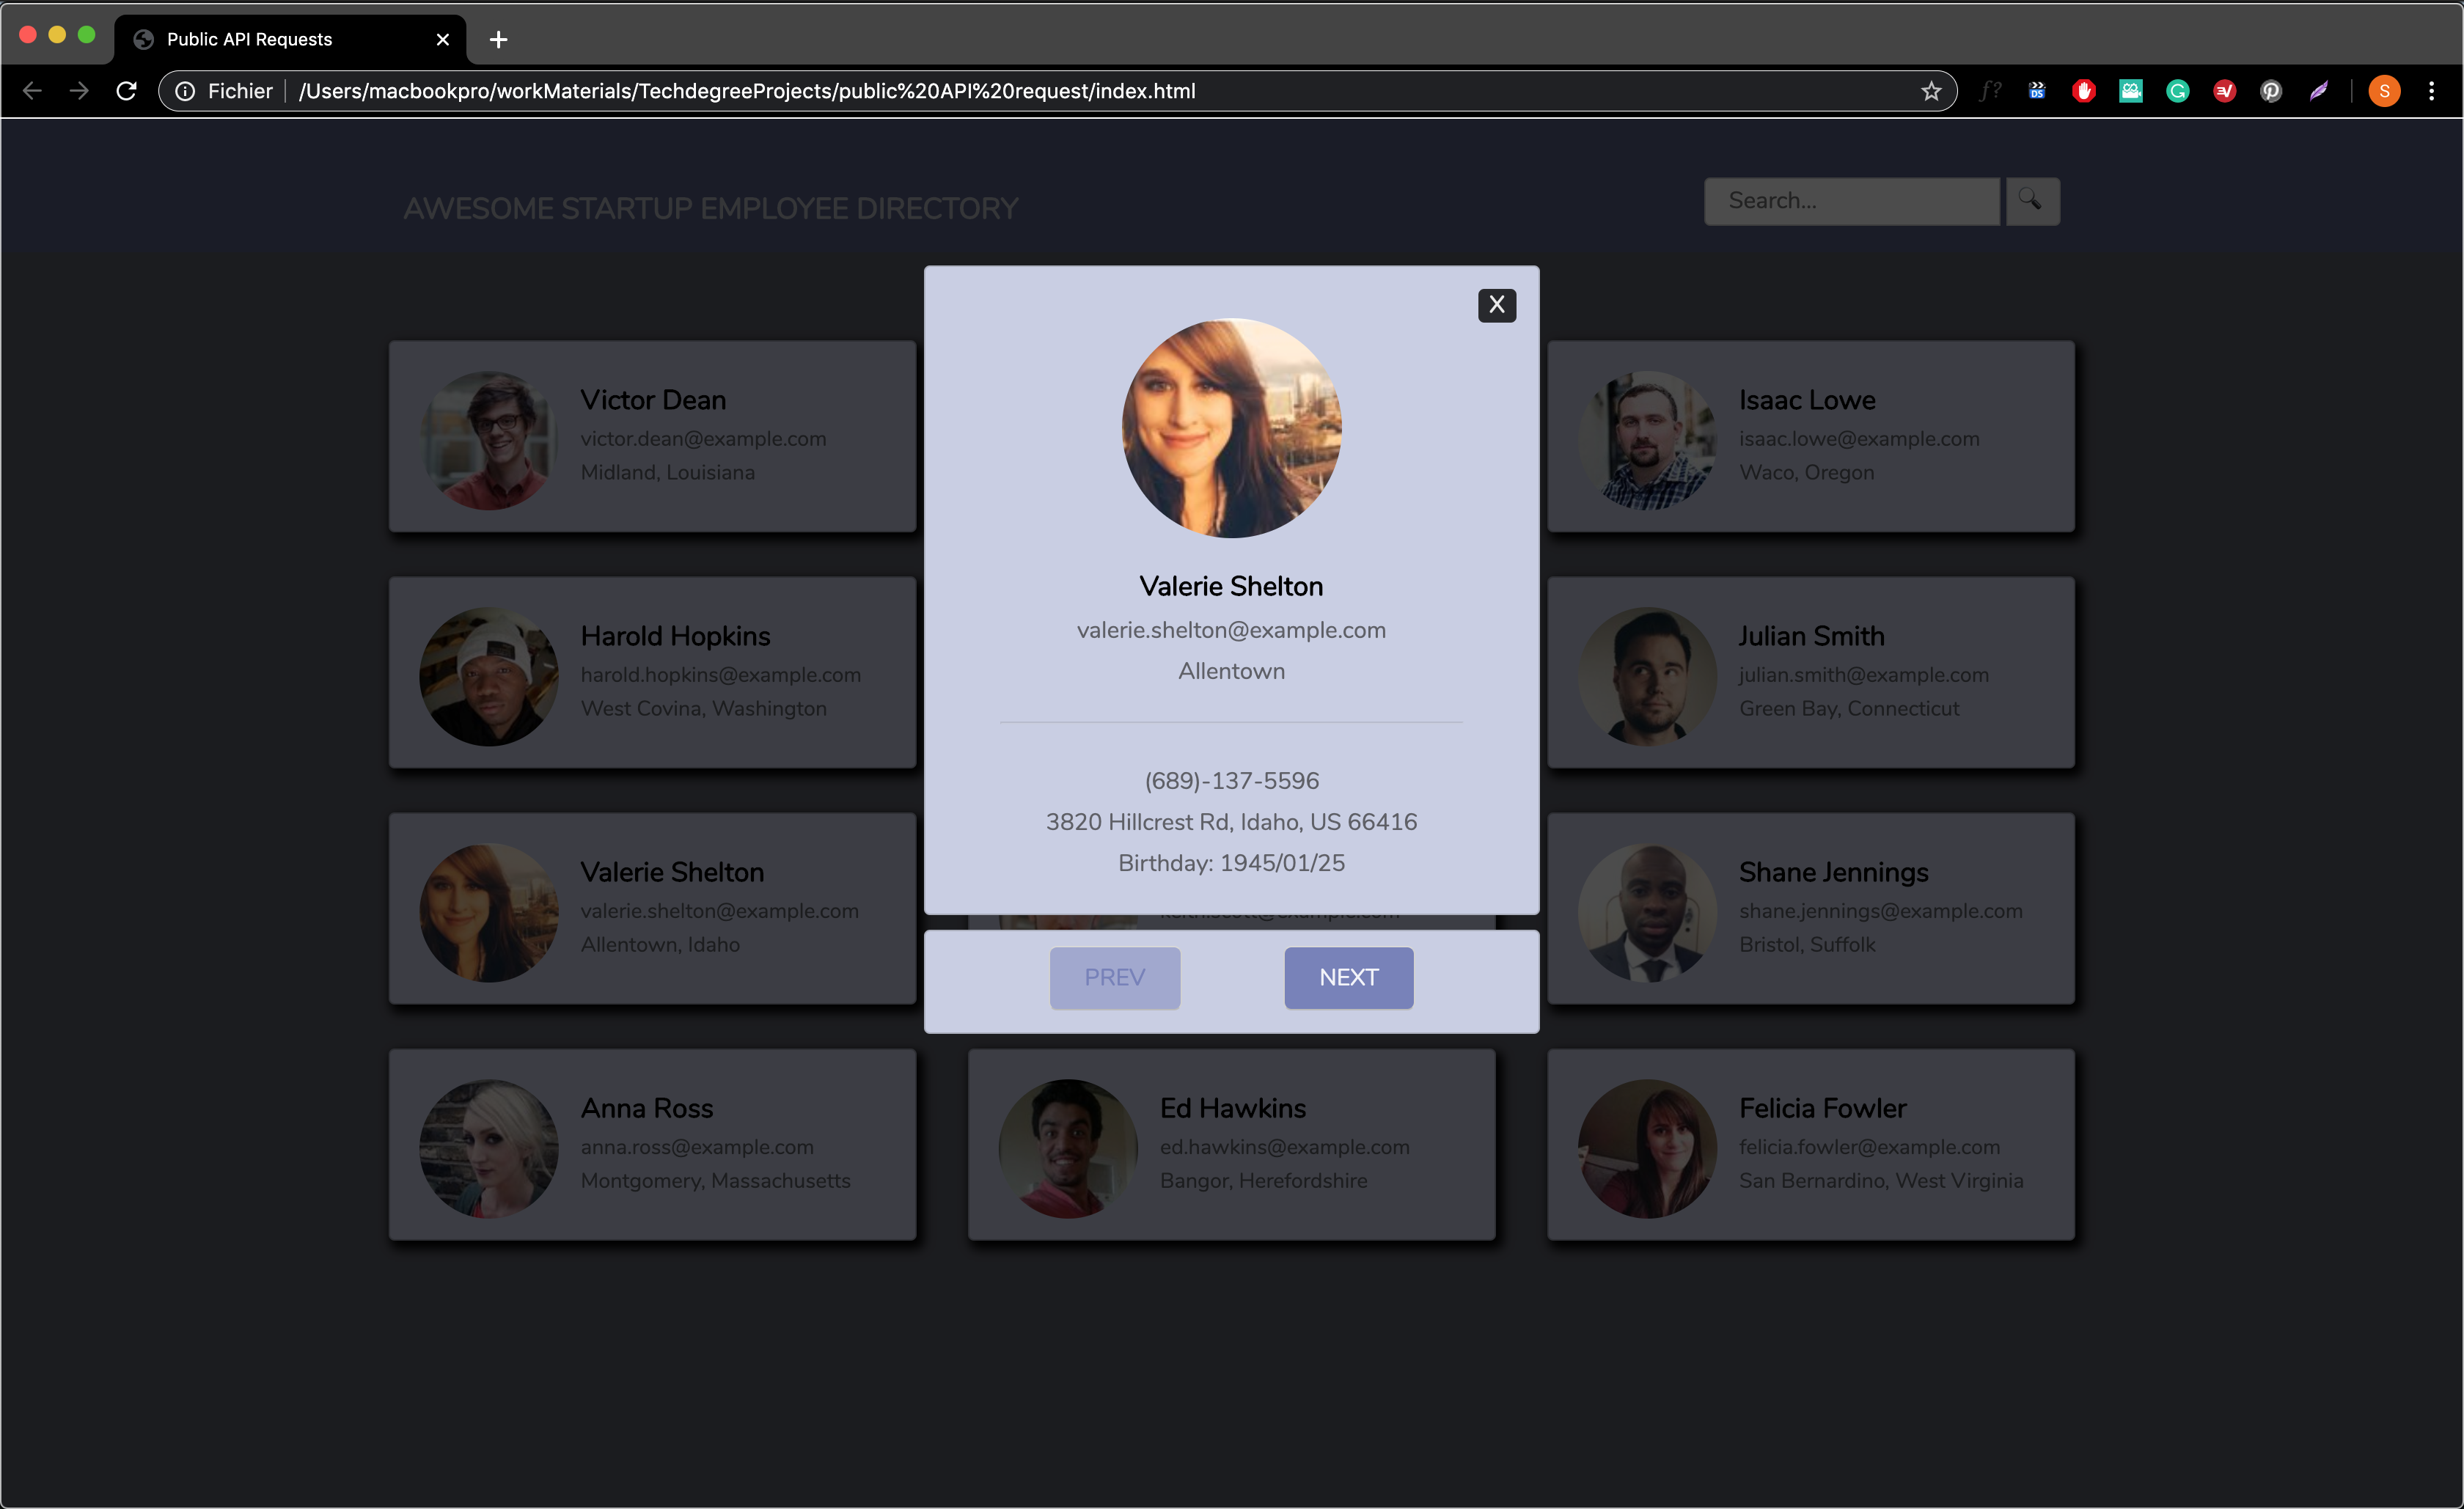 Public API Requests
Fichier /Users/macbookpro/workMaterials/TechdegreeProjects/public%20API%20request/index.html
f?
DS
S
AWESOME STARTUP EMPLOYEE DIRECTORY
Search...
X
Victor Dean
victor.dean@example.com
Midland, Louisiana
Isaac Lowe
isaac.lowe@example.com
Waco, Oregon
Valerie Shelton
valerie.shelton@example.com
Allentown
(689)-137-5596
3820 Hillcrest Rd, Idaho, US 66416
Birthday: 1945/01/25
Harold Hopkins
harold.hopkins@example.com
West Covina, Washington
Julian Smith
julian.smith@example.com
Green Bay, Connecticut
Valerie Shelton
valerie.shelton@example.com
Allentown, Idaho
keith.scott@example.com
Shane Jennings
shane.jennings@example.com
Bristol, Suffolk
PREV
NEXT
Anna Ross
anna.ross@example.com
Montgomery, Massachusetts
Ed Hawkins
ed.hawkins@example.com
Bangor, Herefordshire
Felicia Fowler
felicia.fowler@example.com
San Bernardino, West Virginia